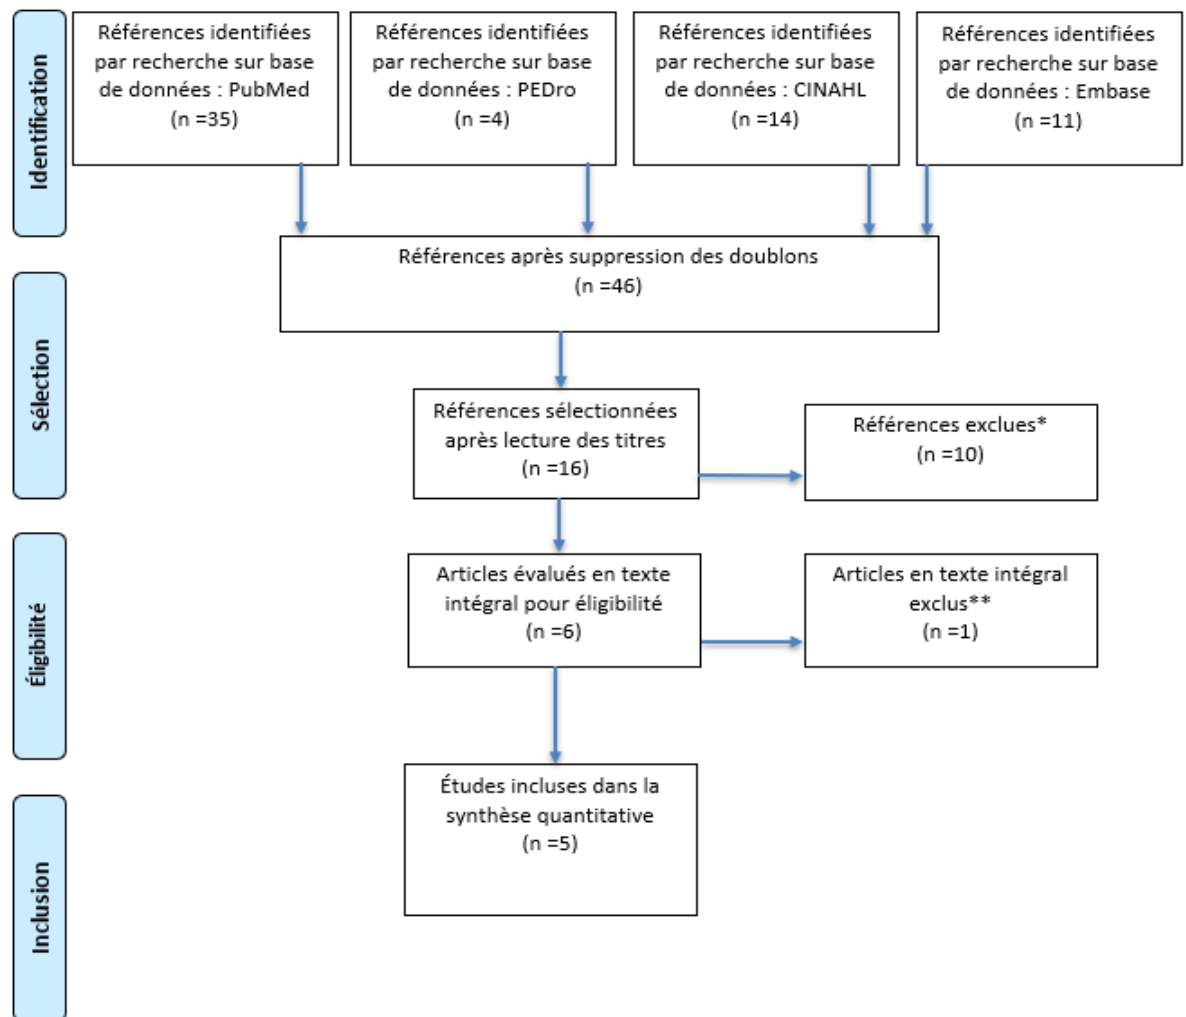 Identification
Références identifiées
par recherche sur base
de données : PubMed
(n =35)
Références identifiées
par recherche sur base
de données : PEDro
(n =4)
Références identifiées
par recherche sur base
de données : CINAHL
(n =14)
Références identifiées
par recherche sur base
de données : Embase
(n =11)
Références après suppression des doublons
(n =46)
Sélection
Références sélectionnées
après lecture des titres
(n =16)
Références exclues*
(n =10)
Éligibilité
Articles évalués en texte
intégral pour éligibilité
(n =6)
Articles en texte intégral
exclus**
(n =1)
Inclusion
Études incluses dans la
synthèse quantitative
(n =5)